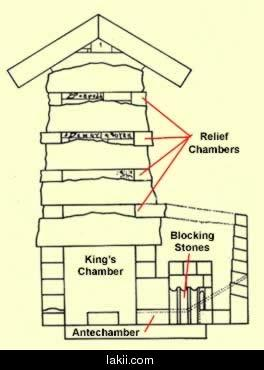 Relief
Chambers
Blocking
Stones
King's
Chamber
Antechamber
lakii.com